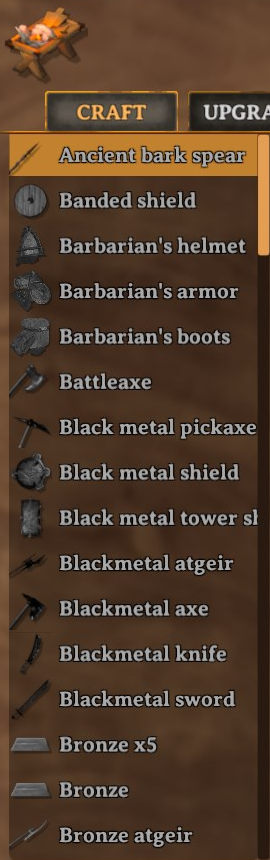 CRAFT
UPGRA
Ancient bark spear
Banded shield
Barbarian's helmet
Barbarian's armor
Barbarian's boots
Battleaxe
Black metal pickaxe
Black metal shield
Black metal tower sh
Blackmetal atgeir
Blackmetal axe
Blackmetal knife
Blackmetal sword
Bronze x5
Bronze
Bronze atgeir